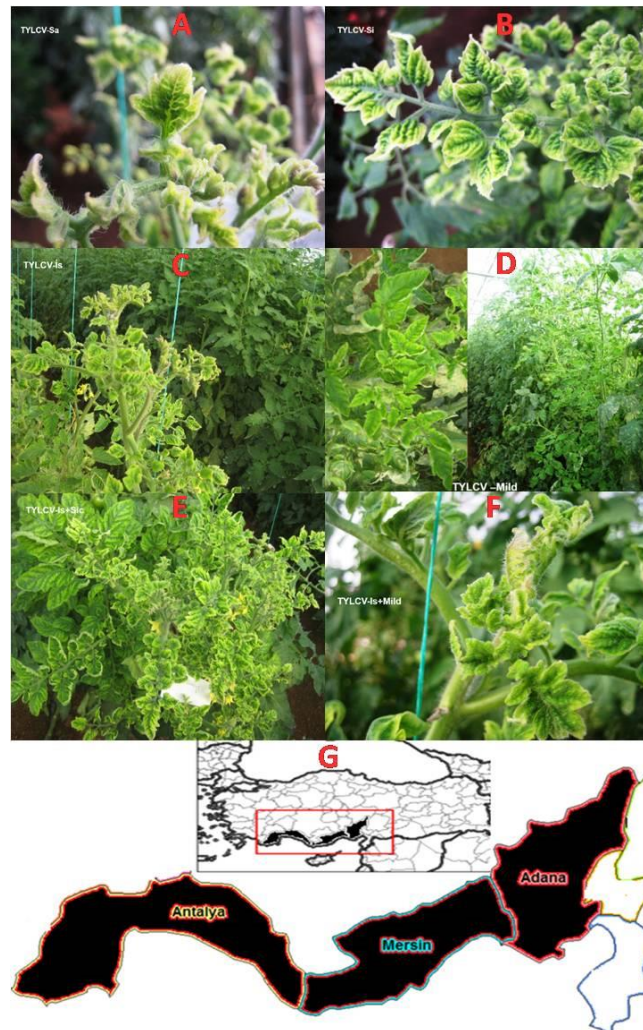 A
TYLCV-Sa
B
TYLCV-Si
C
TYLCV-İs
D
TYLCV –Mild
E
TYLCV-Is+Sic
F
TYLCV-Is+Mild
G
Antalya
Mersin
Adana